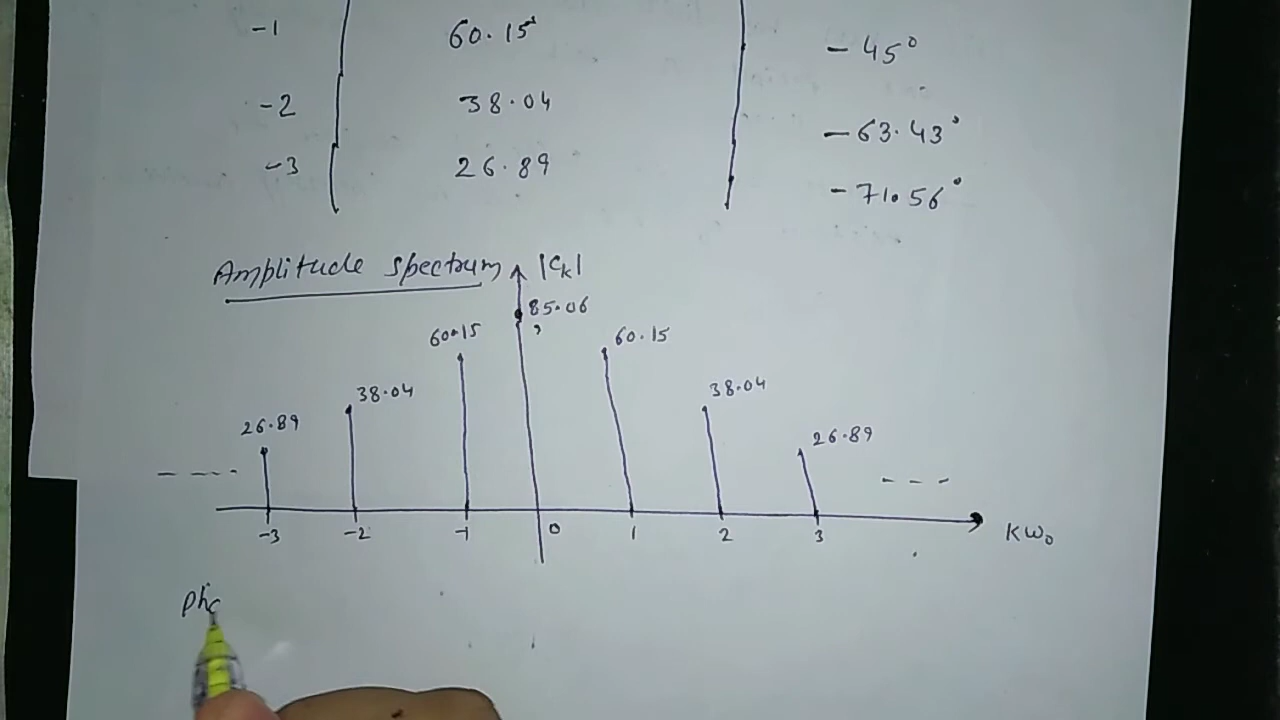 -1 60.15 -45°
-2 38.04 -63.43°
-3 26.89 -71.56°
Amplitude spectrum |Ck|
85.06
60.15 60.15
38.04 38.04
26.89 26.89
-3 -2 -1 0 1 2 3 kω₀